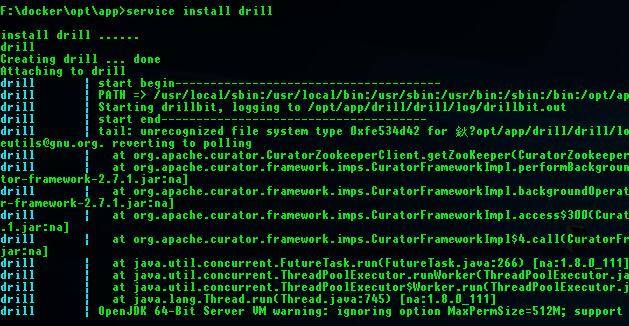 F:\docker\opt\app>service install drill
install drill ......
drill
Creating drill ... done
Attaching to drill
drill | start begin------------------------------------
drill | PATH => /usr/local/sbin:/usr/local/bin:/usr/sbin:/usr/bin:/sbin:/bin:/opt/ap
drill | Starting drillbit, logging to /opt/app/drill/drill/log/drillbit.out
drill | start end------------------------------------
drill | tail: unrecognized file system type 0xfe534d42 for 鈥?opt/app/drill/drill/lo
eutils@gnu.org. reverting to polling
drill | at org.apache.curator.CuratorZookeeperClient.getZooKeeper(CuratorZookeeper
drill | at org.apache.curator.framework.imps.CuratorFrameworkImpl.performBackgroun
tor-framework-2.7.1.jar:na]
drill | at org.apache.curator.framework.imps.CuratorFrameworkImpl.backgroundOperat
r-framework-2.7.1.jar:na]
drill | at org.apache.curator.framework.imps.CuratorFrameworkImpl.access$300(Curat
.1.jar:na]
drill | at org.apache.curator.framework.imps.CuratorFrameworkImpl$4.call(CuratorFr
jar:na]
drill | at java.util.concurrent.FutureTask.run(FutureTask.java:266) [na:1.8.0_111]
drill | at java.util.concurrent.ThreadPoolExecutor.runWorker(ThreadPoolExecutor.ja
drill | at java.util.concurrent.ThreadPoolExecutor$Worker.run(ThreadPoolExecutor.j
drill | at java.lang.Thread.run(Thread.java:745) [na:1.8.0_111]
drill | OpenJDK 64-Bit Server VM warning: ignoring option MaxPermSize=512M; support